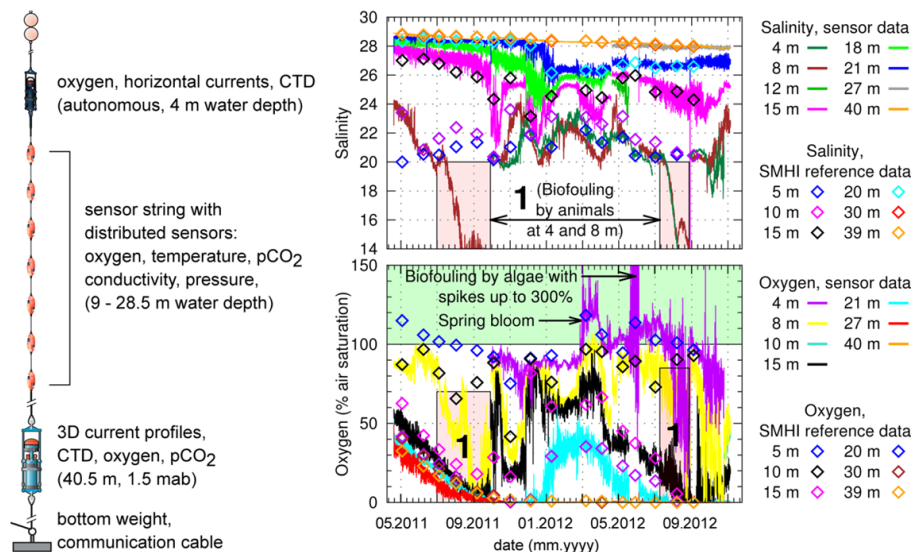 oxygen, horizontal currents, CTD
(autonomous, 4 m water depth)
sensor string with
distributed sensors:
oxygen, temperature, pCO2
conductivity, pressure,
(9 - 28.5 m water depth)
3D current profiles,
CTD, oxygen, pCO2
(40.5 m, 1.5 mab)
bottom weight,
communication cable
Salinity
30
28
26
24
22
20
18
16
14
1 (Biofouling
by animals
at 4 and 8 m)
Oxygen (% air saturation)
150
100
50
0
Biofouling by algae with
spikes up to 300%
Spring bloom
1
1
05.2011 09.2011 01.2012 05.2012 09.2012
date (mm.yyyy)
Salinity, sensor data
4 m 18 m
8 m 21 m
12 m 27 m
15 m 40 m
Salinity,
SMHI reference data
5 m 20 m
10 m 30 m
15 m 39 m
Oxygen, sensor data
4 m 21 m
8 m 27 m
10 m 40 m
15 m
Oxygen,
SMHI reference data
5 m 20 m
10 m 30 m
15 m 39 m